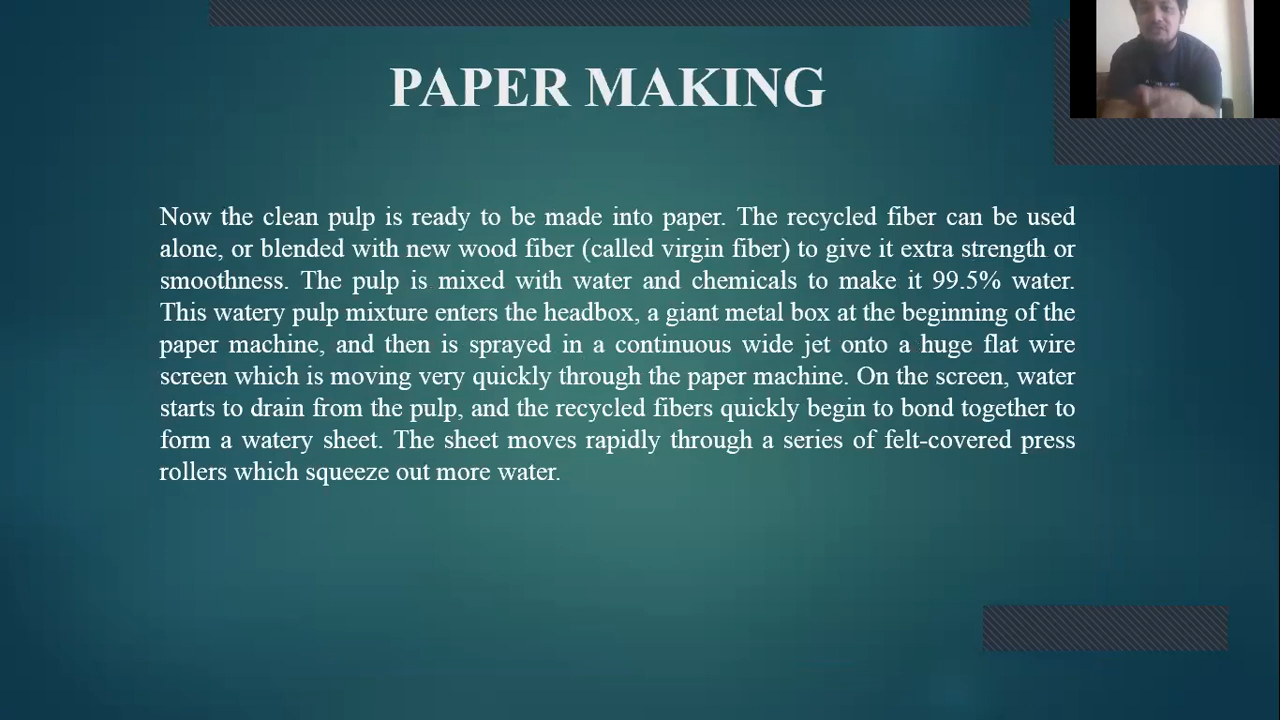 PAPER MAKING
Now the clean pulp is ready to be made into paper. The recycled fiber can be used
alone, or blended with new wood fiber (called virgin fiber) to give it extra strength or
smoothness. The pulp is mixed with water and chemicals to make it 99.5% water.
This watery pulp mixture enters the headbox, a giant metal box at the beginning of the
paper machine, and then is sprayed in a continuous wide jet onto a huge flat wire
screen which is moving very quickly through the paper machine. On the screen, water
starts to drain from the pulp, and the recycled fibers quickly begin to bond together to
form a watery sheet. The sheet moves rapidly through a series of felt-covered press
rollers which squeeze out more water.